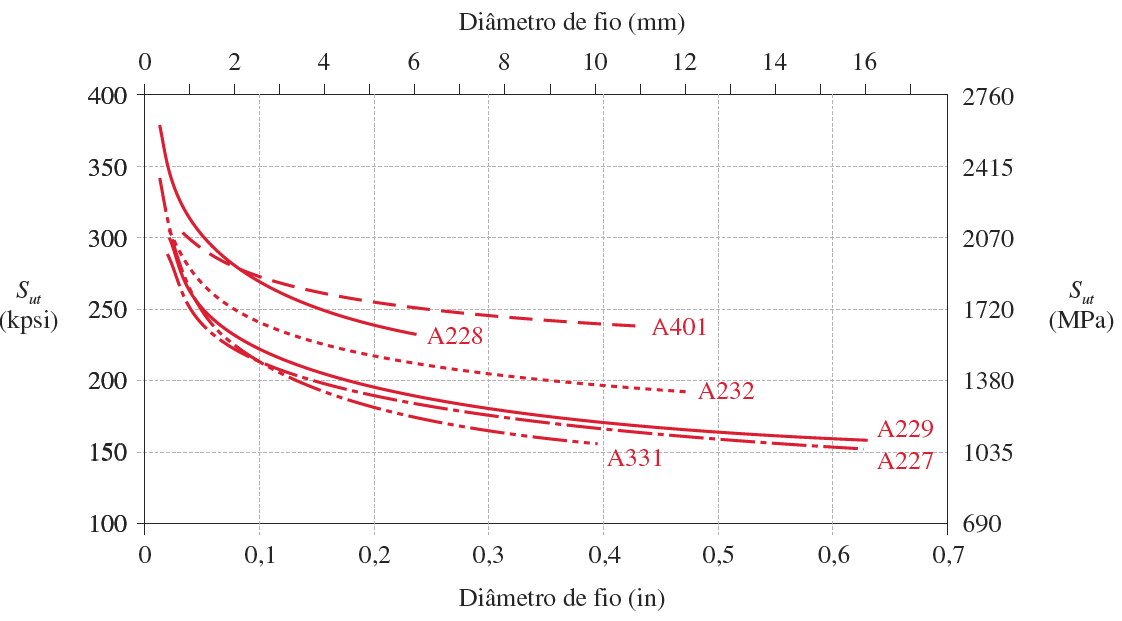 Diâmetro de fio (mm)
0 2 4 6 8 10 12 14 16
400 2760
350 2415
300 2070
S_ut S_ut
(kpsi) (MPa)
250 1720
A401
A228
200 1380
A232
A229
150 1035
A331 A227
100 690
0 0,1 0,2 0,3 0,4 0,5 0,6 0,7
Diâmetro de fio (in)